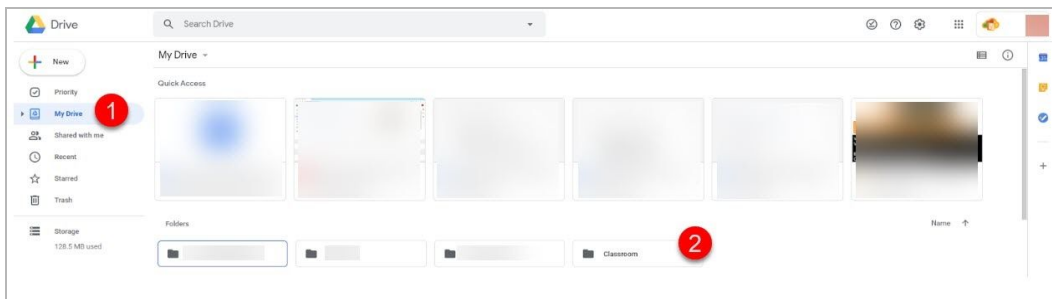 Drive
Search Drive
New
My Drive
Priority
Quick Access
My Drive
1
Shared with me
Recent
Starred
Trash
Storage
128.5 MB used
Folders
Name
Classroom
2